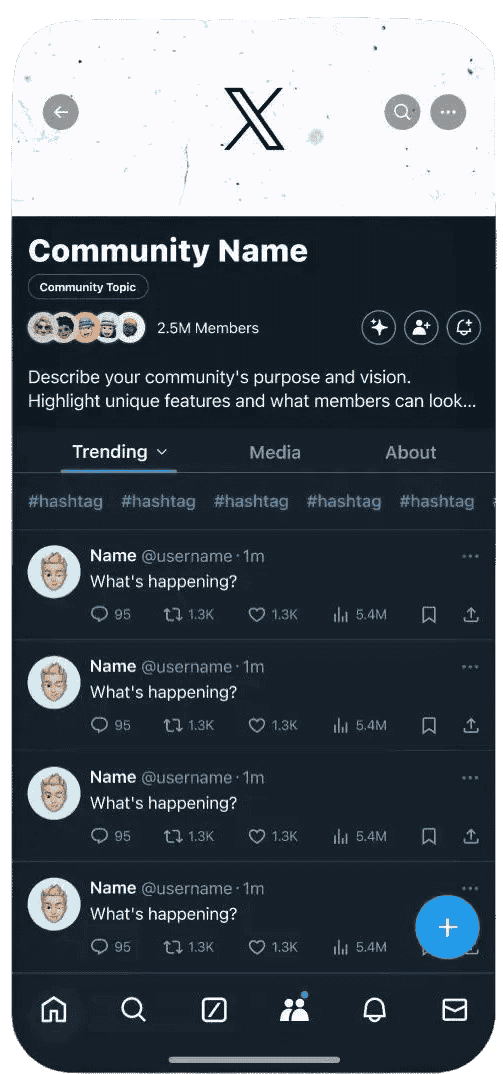 Community Name
Community Topic
2.5M Members
Describe your community's purpose and vision.
Highlight unique features and what members can look...
Trending Media About
#hashtag #hashtag #hashtag #hashtag #hashtag #
Name @username · 1m
What's happening?
95 1.3K 1.3K 5.4M
Name @username · 1m
What's happening?
95 1.3K 1.3K 5.4M
Name @username · 1m
What's happening?
95 1.3K 1.3K 5.4M
Name @username · 1m
What's happening?
95 1.3K 1.3K 5.4M